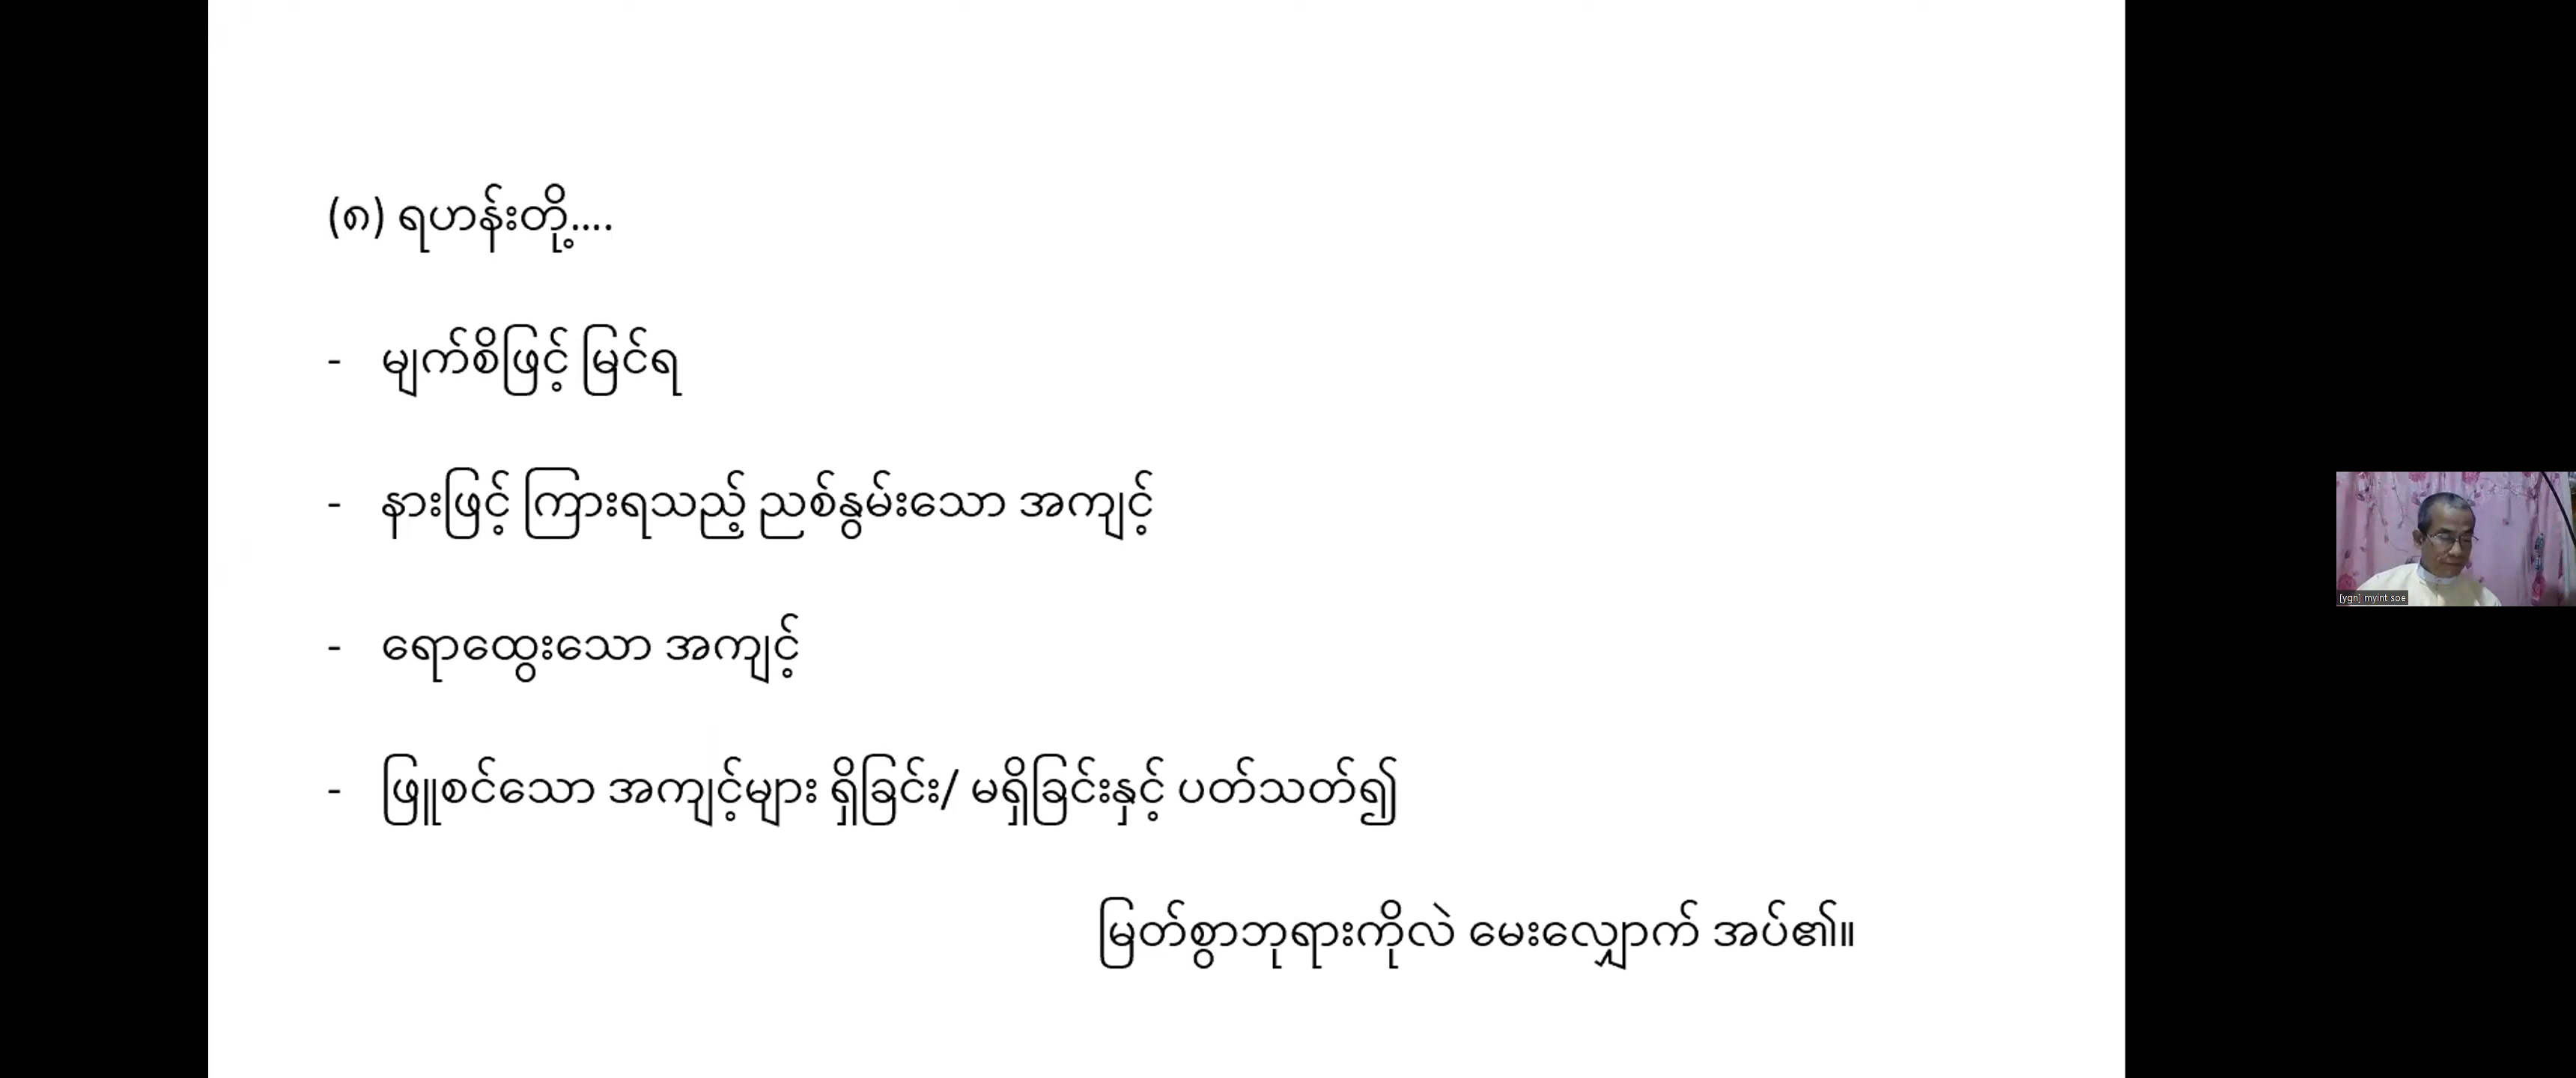 (၈) ရဟန်းတို့....
- မျက်စိဖြင့် မြင်ရ
- နားဖြင့် ကြားရသည့် ညစ်နွမ်းသော အကျင့်
- ရောထွေးသော အကျင့်
- ဖြူစင်သော အကျင့်များ ရှိခြင်း/ မရှိခြင်းနှင့် ပတ်သတ်၍
မြတ်စွာဘုရားကိုလဲ မေးလျှောက် အပ်၏။
[ygn] myint soe